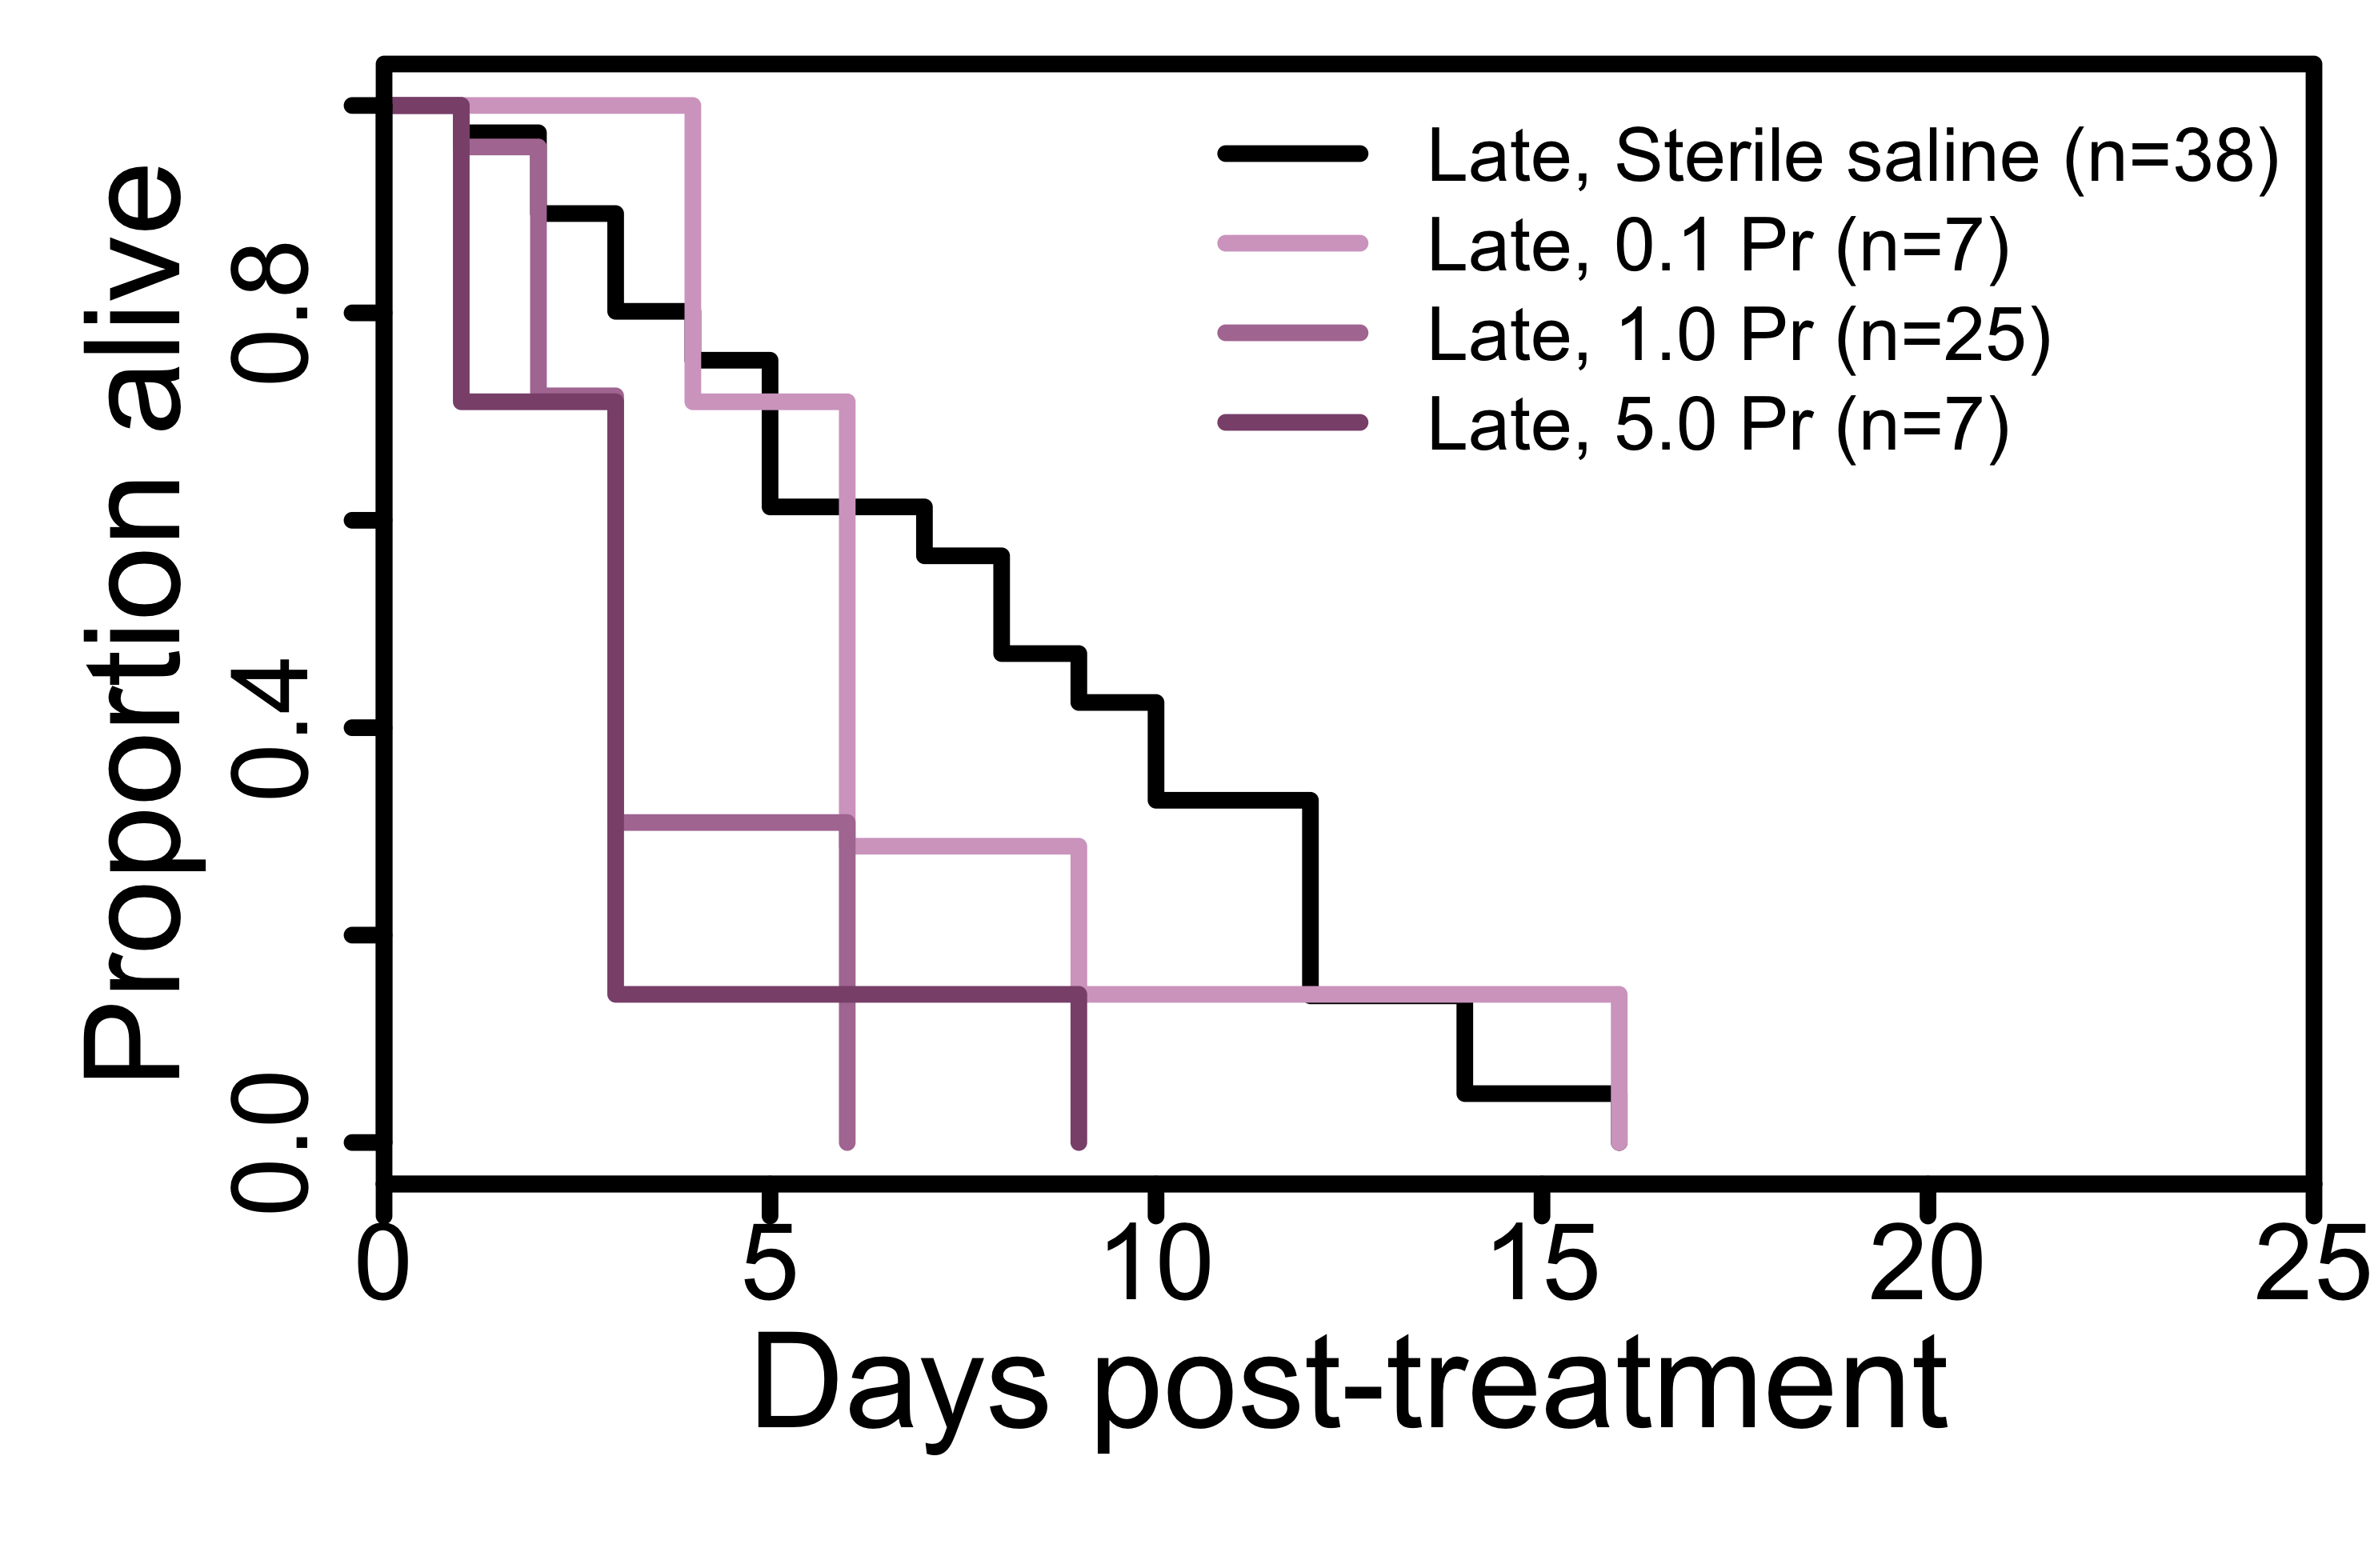 Proportion alive
0.8
0.4
0.0
Late, Sterile saline (n=38)
Late, 0.1 Pr (n=7)
Late, 1.0 Pr (n=25)
Late, 5.0 Pr (n=7)
0 5 10 15 20 25
Days post-treatment